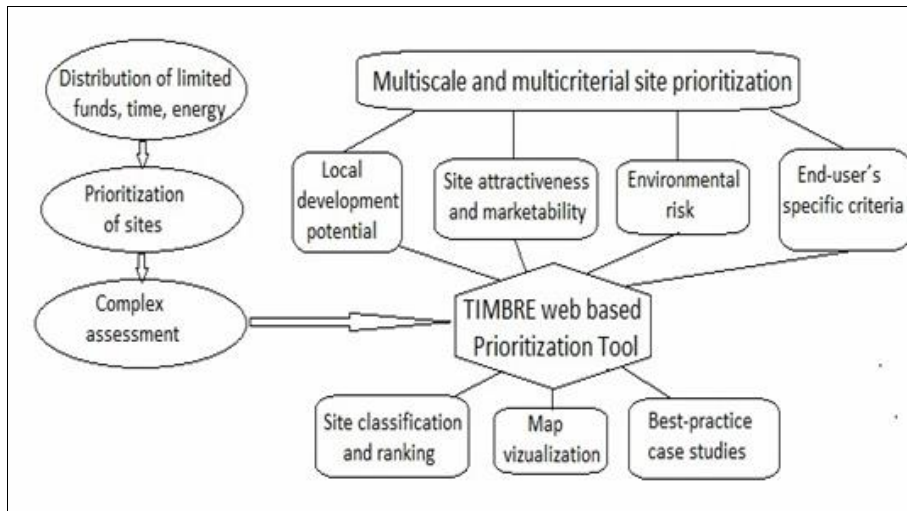 Distribution of limited
funds, time, energy
Prioritization
of sites
Complex
assessment
Multiscale and multicriterial site prioritization
Local
development
potential
Site attractiveness
and marketability
Environmental
risk
End-user's
specific criteria
TIMBRE web based
Prioritization Tool
Site classification
and ranking
Map
vizualization
Best-practice
case studies